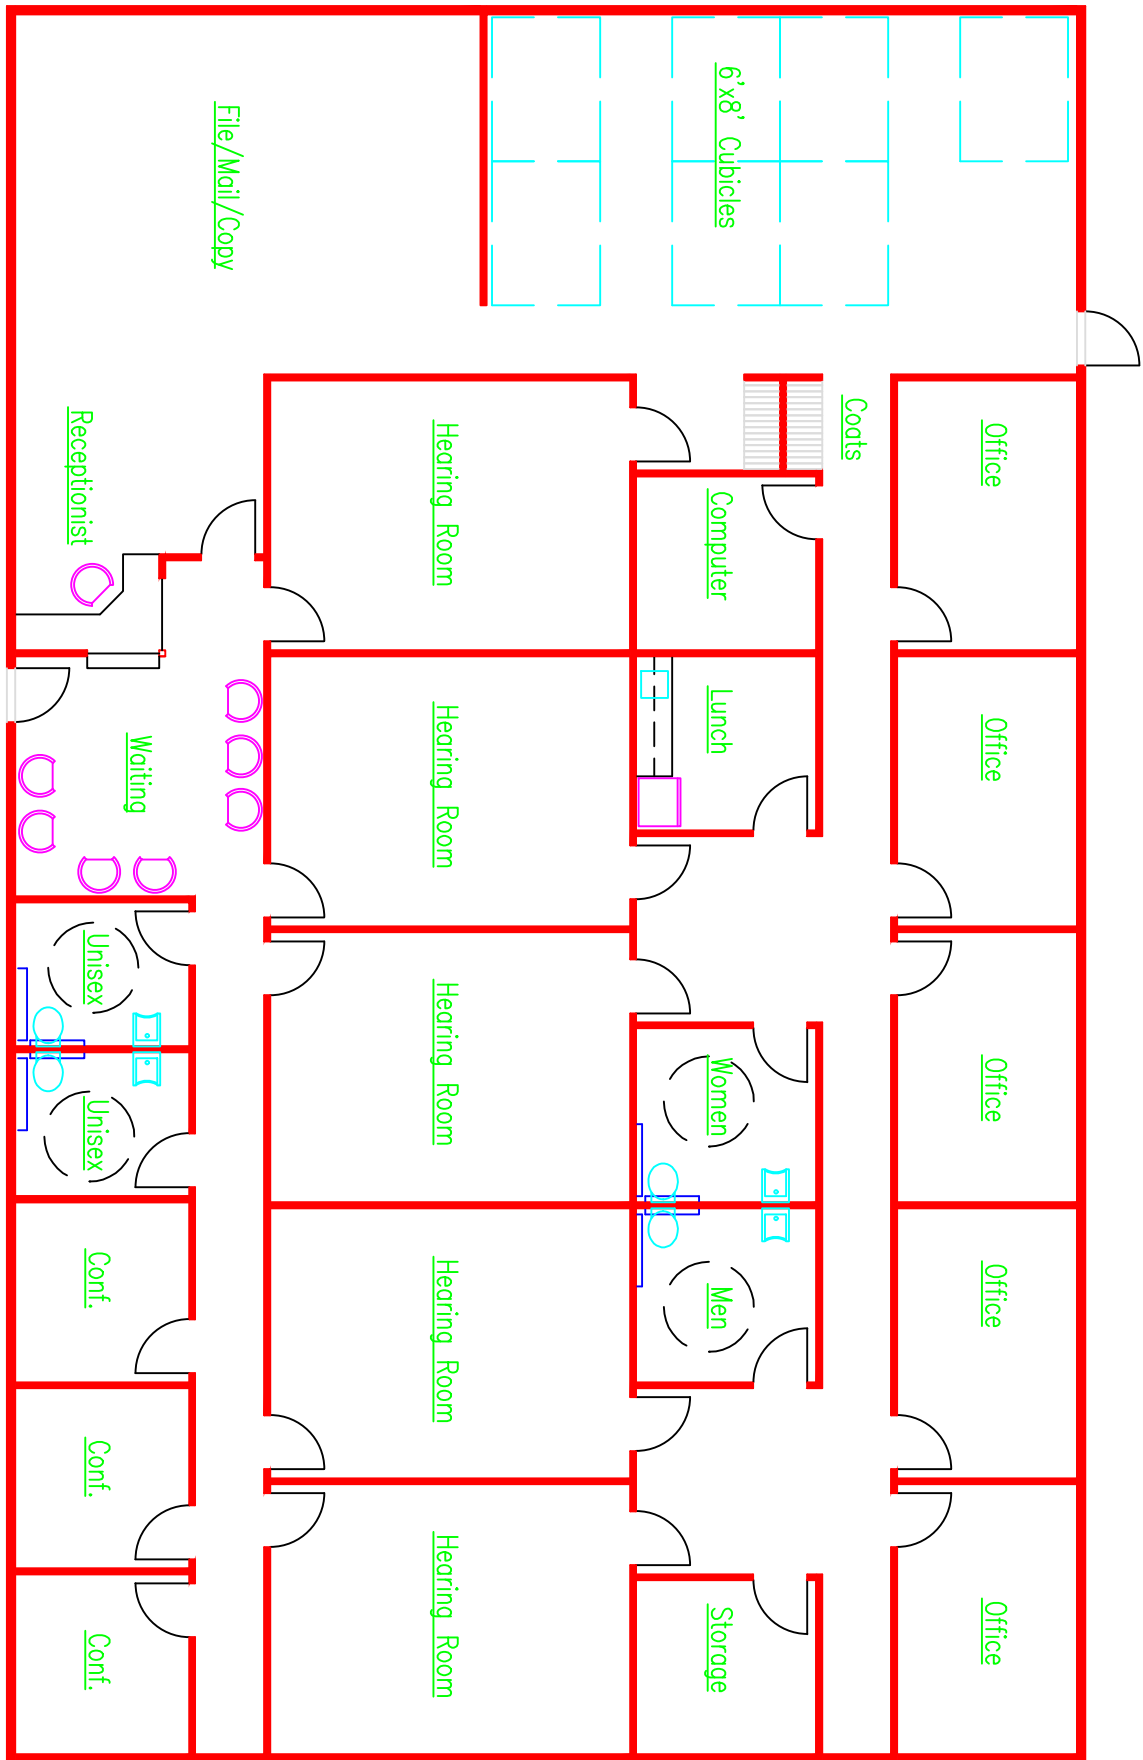 Office
Office
Office
Office
Office
Coats
6'x8' Cubicles
Computer
Lunch
Women
Men
Storage
Hearing Room
Hearing Room
Hearing Room
Hearing Room
Hearing Room
File/Mail/Copy
Receptionist
Waiting
Unisex
Unisex
Conf.
Conf.
Conf.